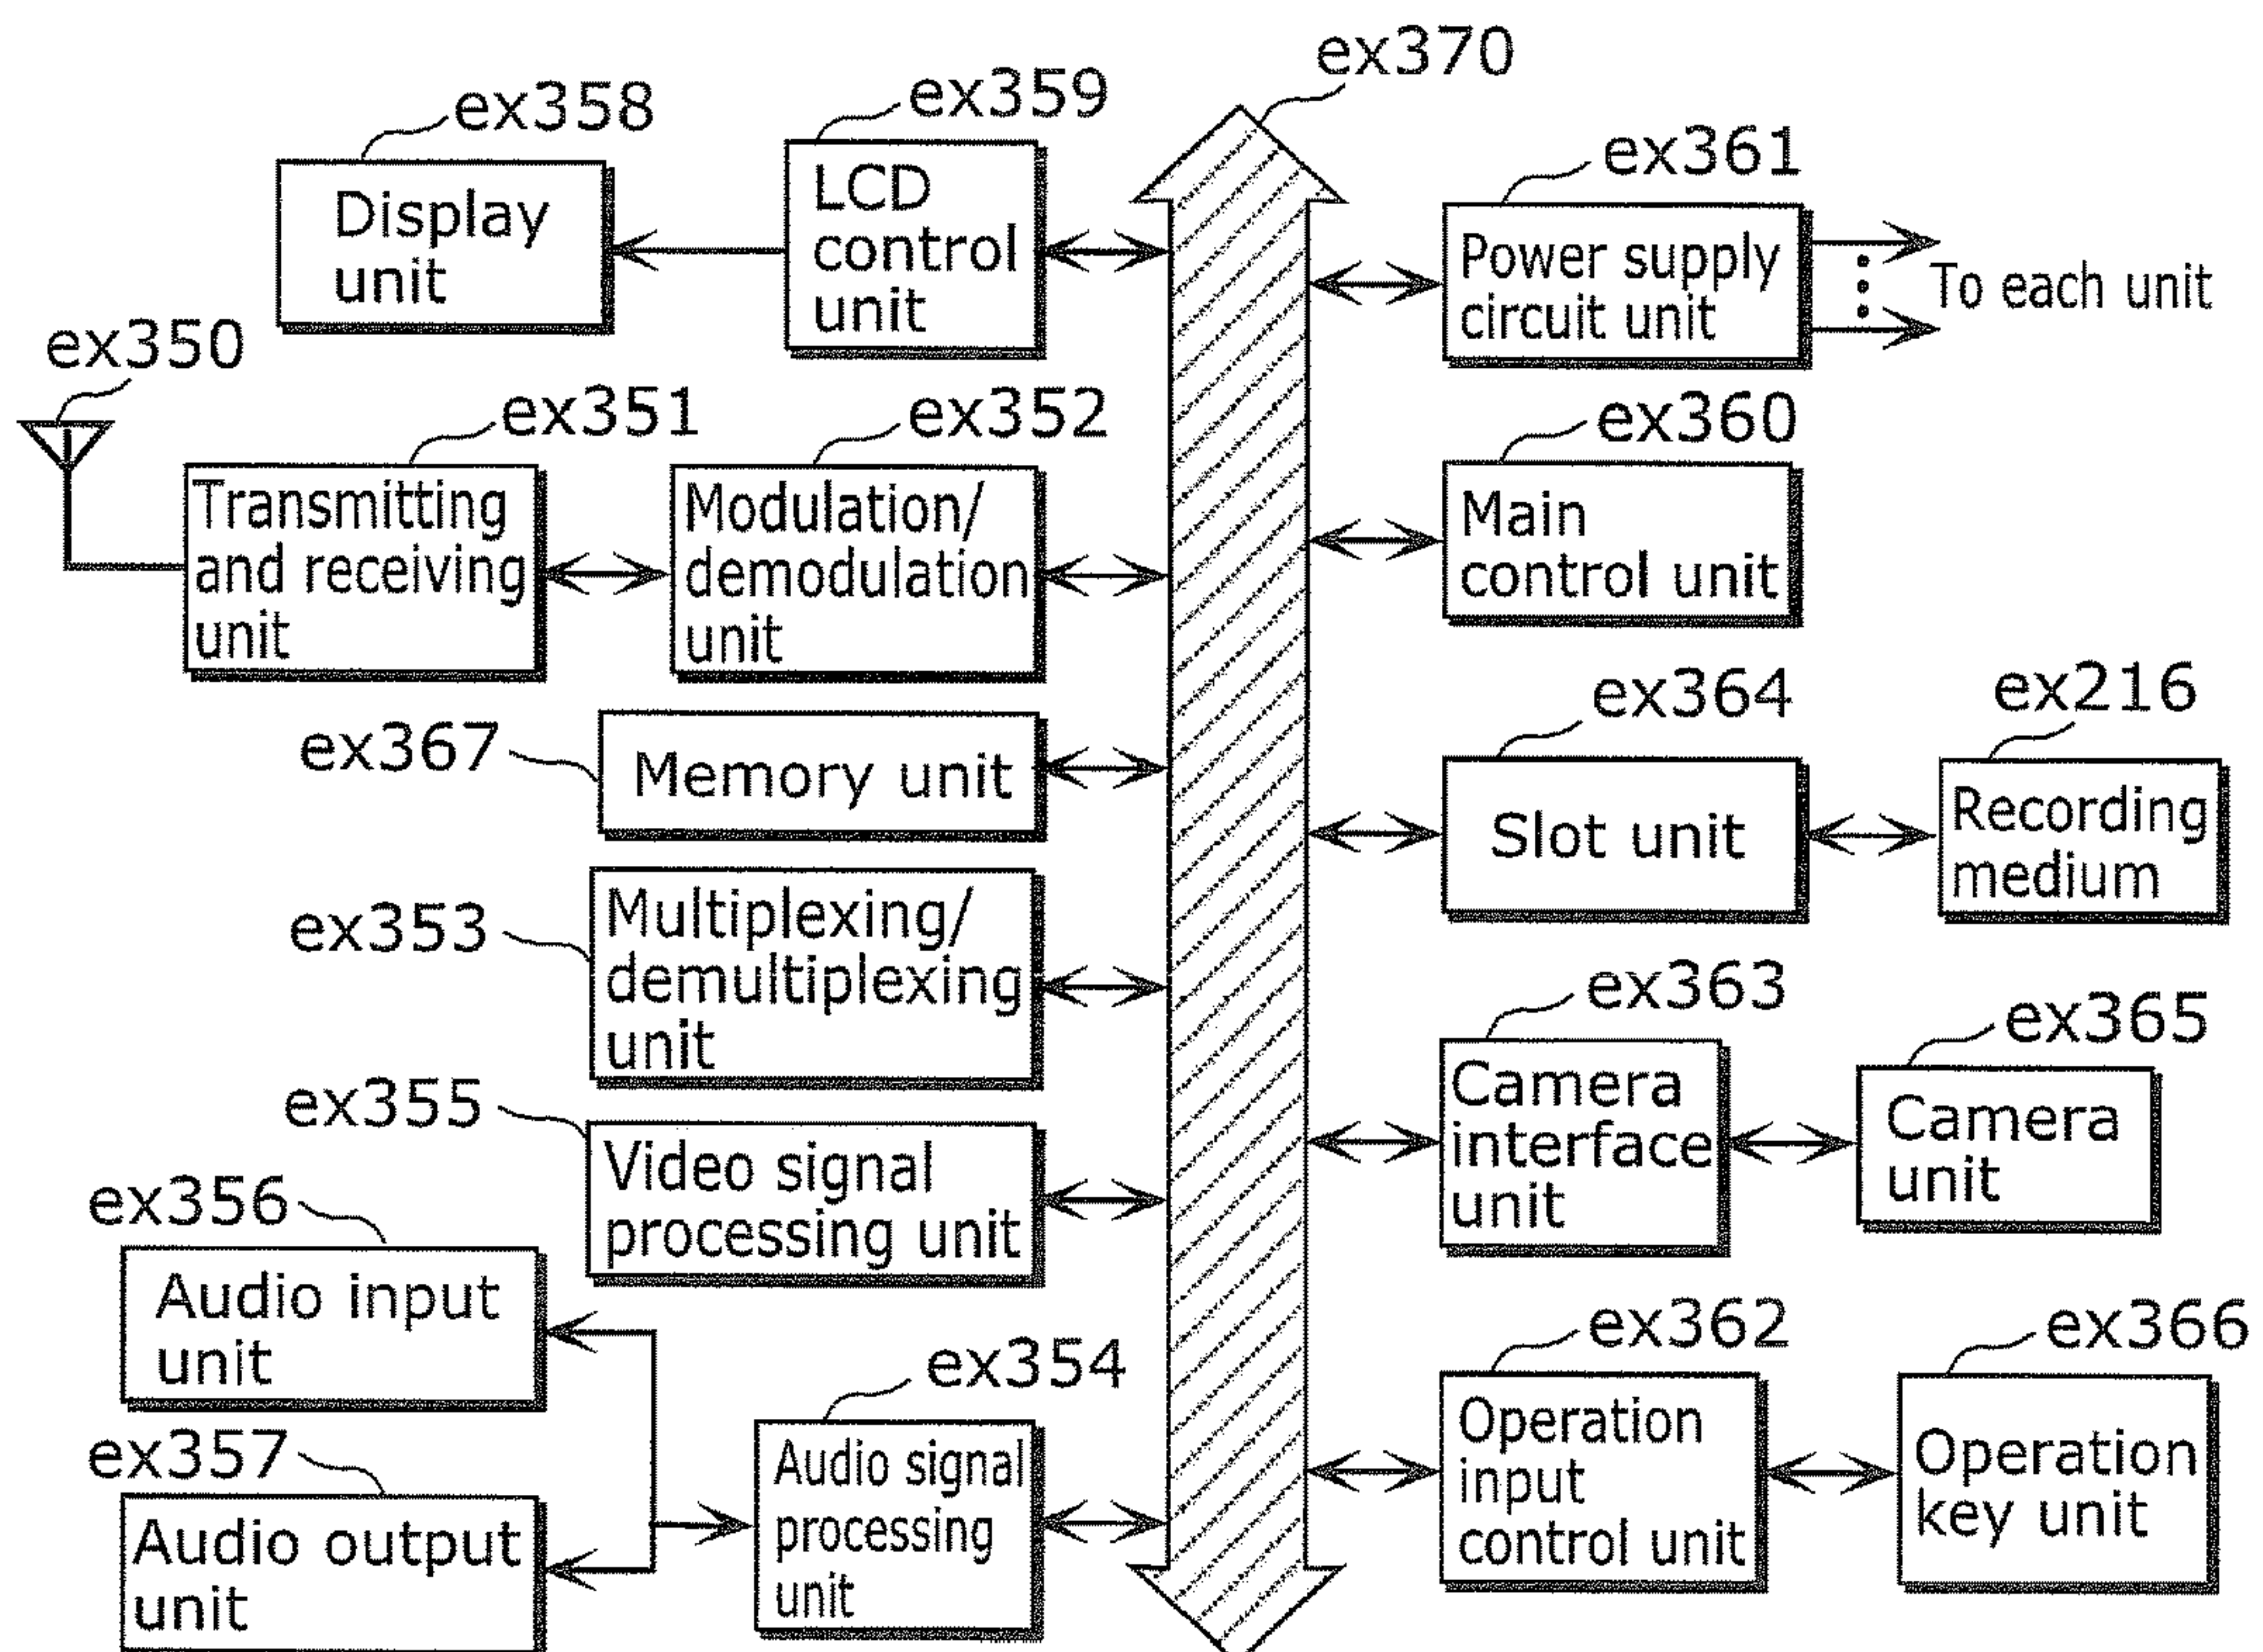 ex370
ex359
ex358
ex361
LCD
control
unit
Display
unit
Power supply
circuit unit
To each unit
ex350
ex351
ex352
ex360
Transmitting
and receiving
unit
Modulation/
demodulation
unit
Main
control unit
ex364
ex216
ex367
Memory unit
Slot unit
Recording
medium
ex353
Multiplexing/
demultiplexing
unit
ex363
ex365
Camera
interface
unit
Camera
unit
ex355
Video signal
processing unit
ex356
Audio input
unit
ex354
ex362
ex366
ex357
Audio output
unit
Audio signal
processing
unit
Operation
input
control unit
Operation
key unit